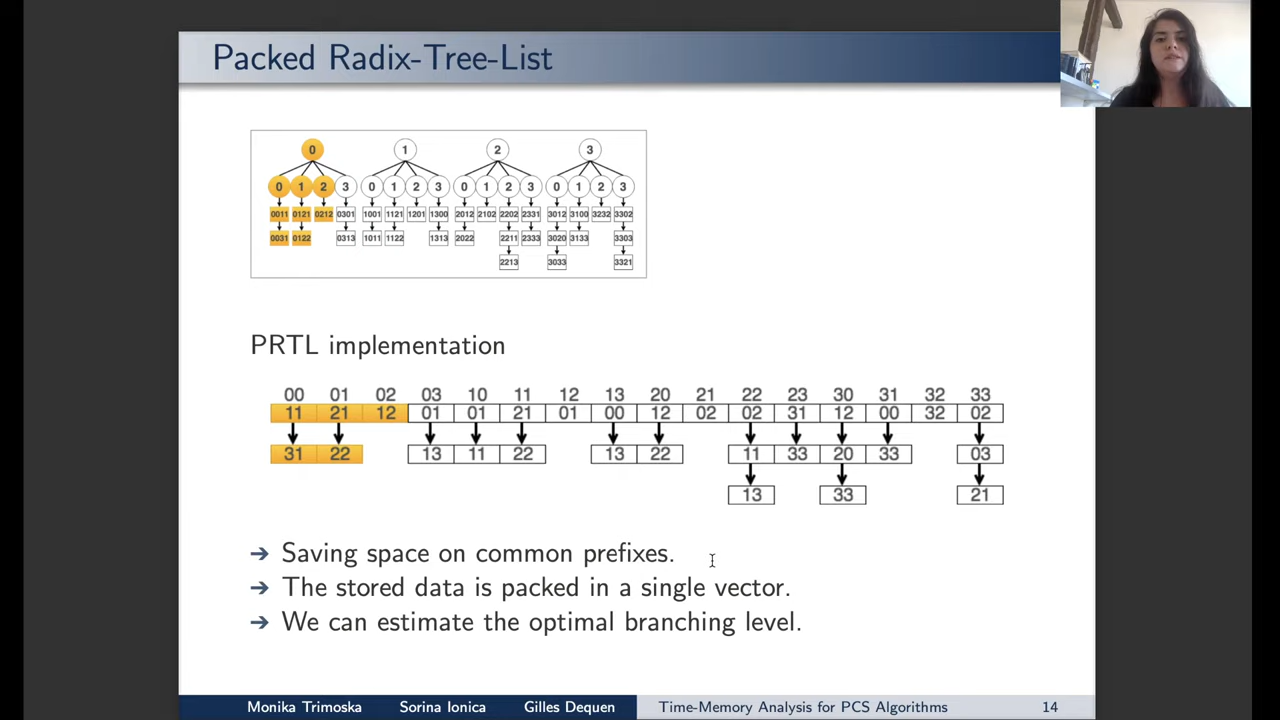 Packed Radix-Tree-List
0 1 2 3
0 1 2 3 0 1 2 3 0 1 2 3 0 1 2 3
0011 0121 0212 0301 1001 1121 1201 1300 2012 2102 2202 2331 3012 3100 3232 3302
0031 0122 0313 1011 1122 1313 2022 2211 2333 3020 3133 3303
2213 3033 3321
PRTL implementation
00 01 02 03 10 11 12 13 20 21 22 23 30 31 32 33
11 21 12 01 01 21 01 00 12 02 02 31 12 00 32 02
31 22 13 11 22 13 22 11 33 20 33 03
13 33 21
➔ Saving space on common prefixes.
➔ The stored data is packed in a single vector.
➔ We can estimate the optimal branching level.
Monika Trimoska Sorina Ionica Gilles Dequen Time-Memory Analysis for PCS Algorithms 14